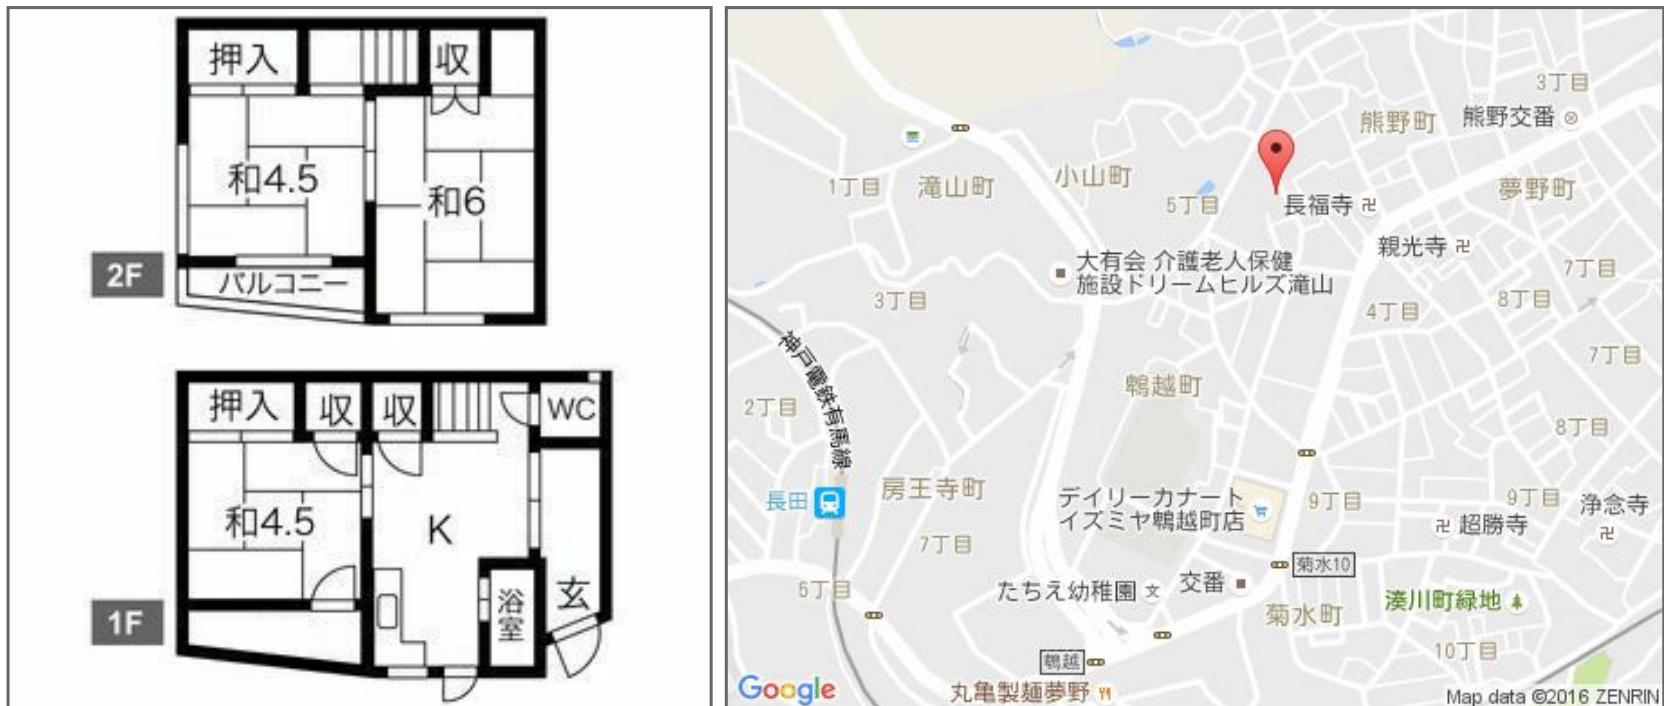 押入
収
和4.5
和6
2F
バルコニー
押入
収
収
WC
和4.5
K
浴室
玄
1F
3丁目
熊野町
熊野交番
小山町
1丁目
滝山町
5丁目
長福寺
夢野町
親光寺
大有会 介護老人保健
施設ドリームヒルズ滝山
7丁目
8丁目
3丁目
4丁目
神戸電鉄有馬線
7丁目
鵯越町
2丁目
8丁目
長田
房王寺町
デイリーカナート
イズミヤ鵯越町店
9丁目
9丁目
浄念寺
超勝寺
7丁目
菊水10
5丁目
たちえ幼稚園
交番
湊川町緑地
菊水町
10丁目
鵯越
丸亀製麺夢野
Google
Map data ©2016 ZENRIN